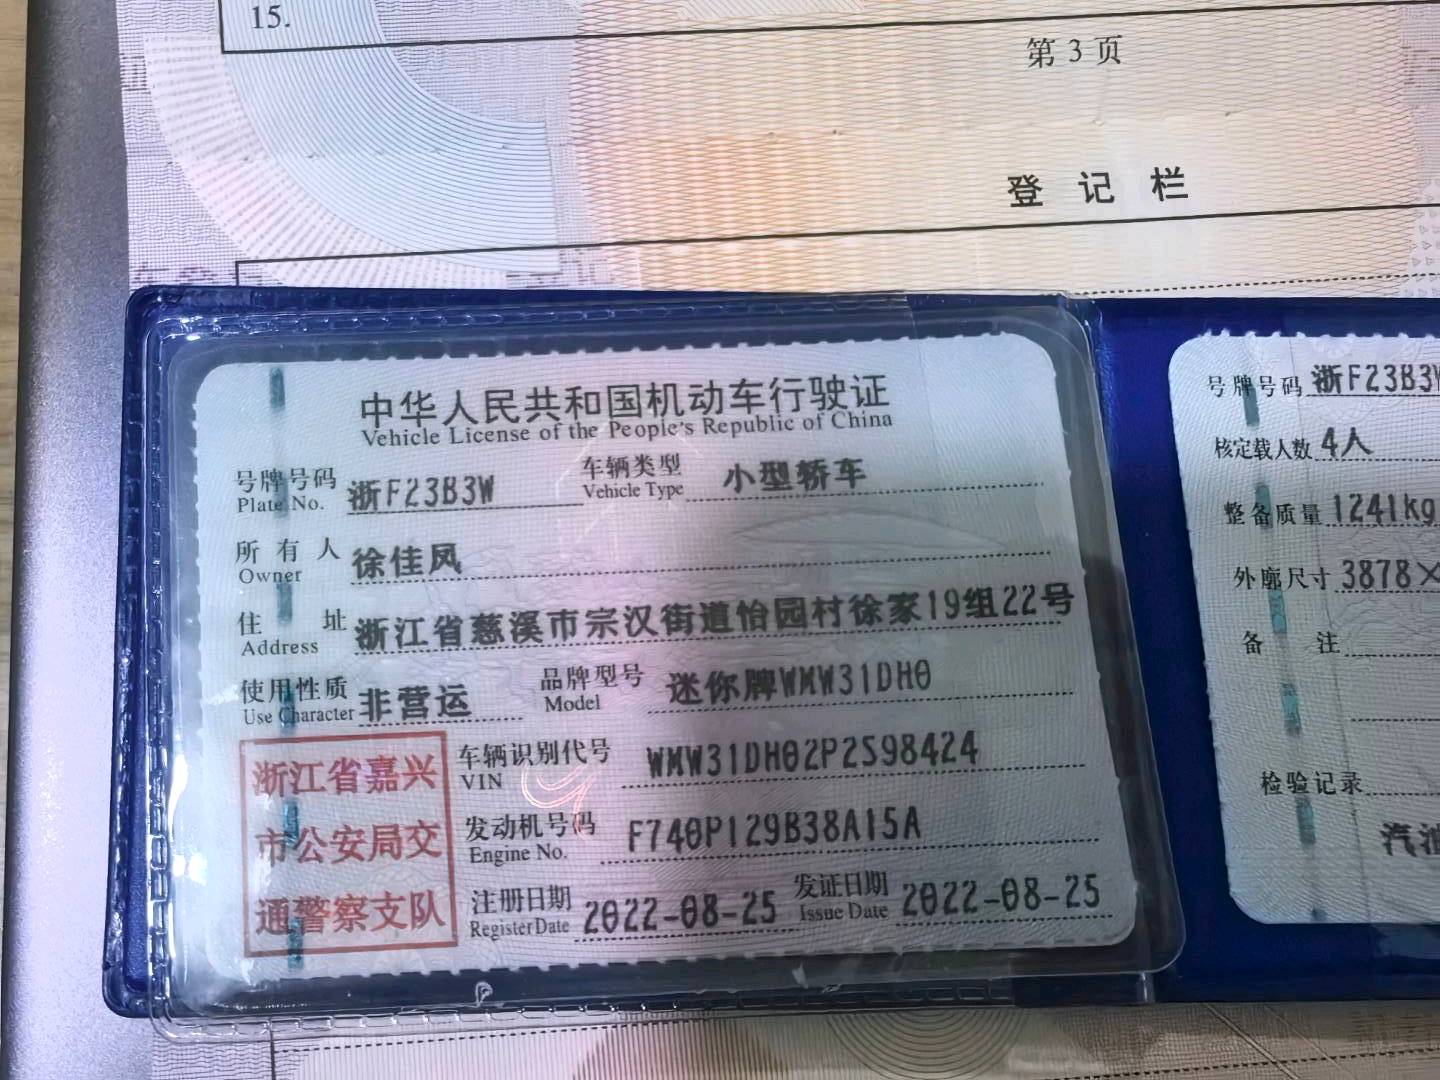 15.
第 3 页
登 记 栏
中华人民共和国机动车行驶证
Vehicle License of the People's Republic of China
号牌号码 浙F23B3W 车辆类型 小型轿车
Plate No. Vehicle Type
所有人 徐佳凤
Owner
住址 浙江省慈溪市宗汉街道怡园村徐家19组22号
Address
使用性质 非营运 品牌型号 迷你牌WMW31DH0
Use Character Model
浙江省嘉兴
市公安局交
通警察支队
车辆识别代号 WMW31DH02P2S98424
VIN
发动机号码 F740P129B38A15A
Engine No.
注册日期 2022-08-25 发证日期 2022-08-25
Register Date Issue Date
号牌号码 浙F23B3W
核定载人数 4人
整备质量 1241kg
外廓尺寸 3878×
备注
检验记录
汽油